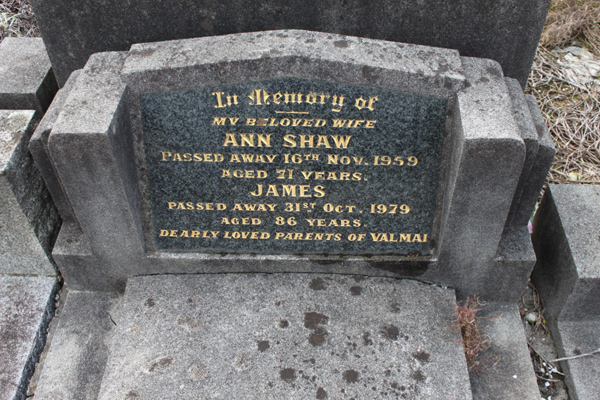 In Memory of
MY BELOVED WIFE
ANN SHAW
PASSED AWAY 16TH NOV. 1959
AGED 71 YEARS.
JAMES
PASSED AWAY 31ST OCT. 1979
AGED 86 YEARS.
DEARLY LOVED PARENTS OF VALMAI